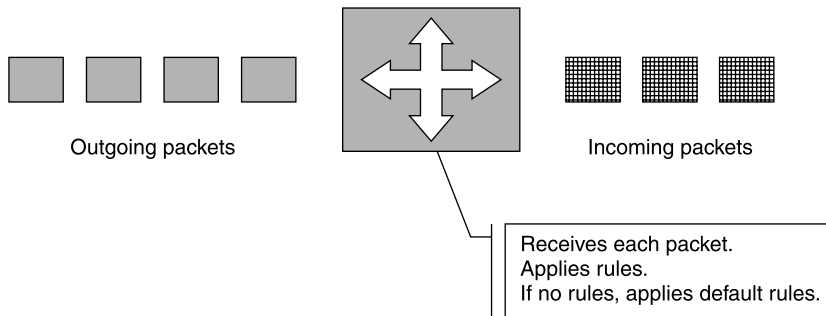 Outgoing packets
Incoming packets
Receives each packet.
Applies rules.
If no rules, applies default rules.